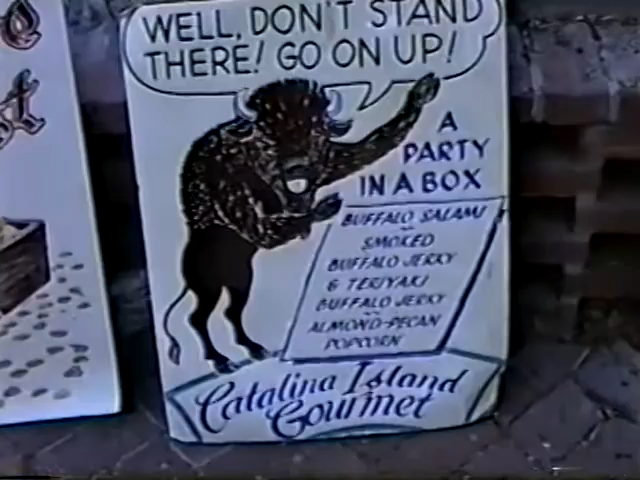 WELL, DON'T STAND
THERE! GO ON UP!
A
PARTY
IN A BOX
BUFFALO SALAMI
SMOKED
BUFFALO JERKY
& TERIYAKI
BUFFALO JERKY
ALMOND-PECAN
POPCORN
Catalina Island
Gourmet